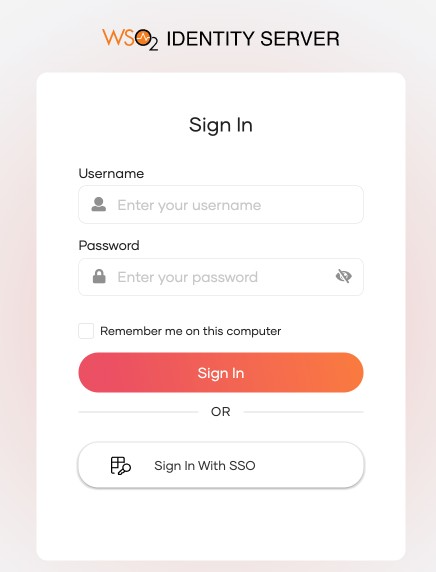 WSO2 IDENTITY SERVER
Sign In
Username
Enter your username
Password
Enter your password
Remember me on this computer
Sign In
OR
Sign In With SSO